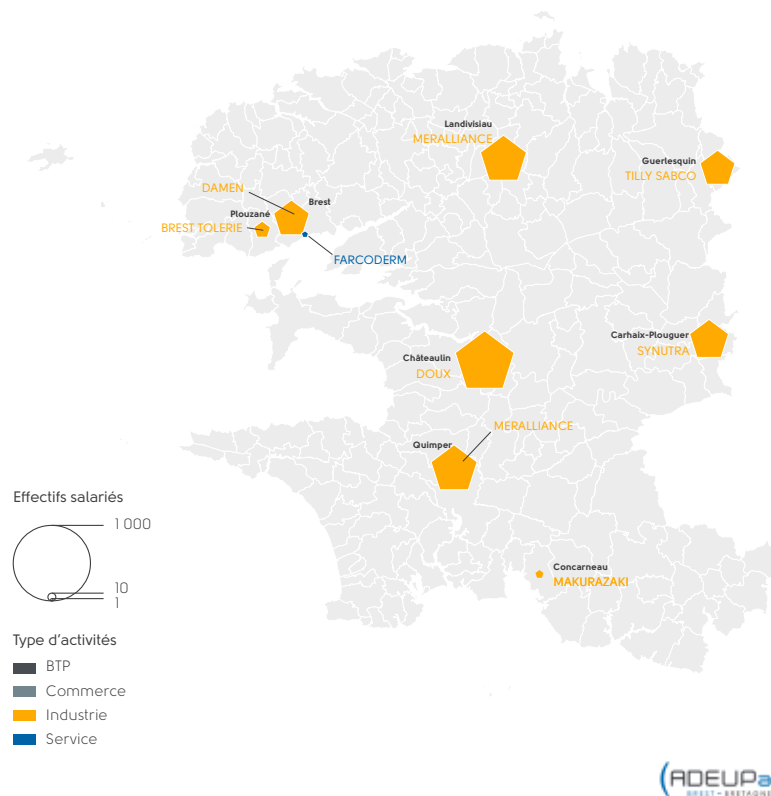 Landivisiau
MERALLIANCE
Guerlesquin
TILLY SABCO
DAMEN
Brest
Plouzané
BREST TOLERIE
FARCODERM
Carhaix-Plouguer
SYNUTRA
Châteaulin
DOUX
MERALLIANCE
Quimper
Concarneau
MAKURAZAKI
Effectifs salariés
1 000
10
1
Type d'activités
BTP
Commerce
Industrie
Service
ADEUPa
BREST - BRETAGNE